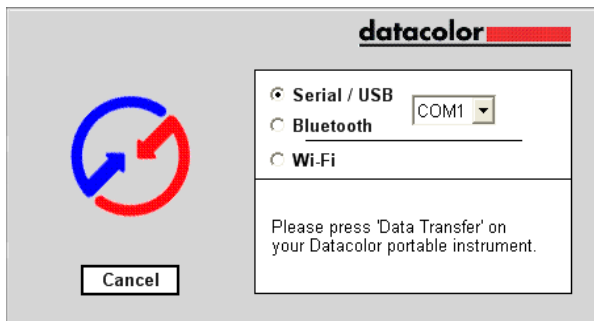 datacolor
Serial / USB
COM1
Bluetooth
Wi-Fi
Please press 'Data Transfer' on
your Datacolor portable instrument.
Cancel